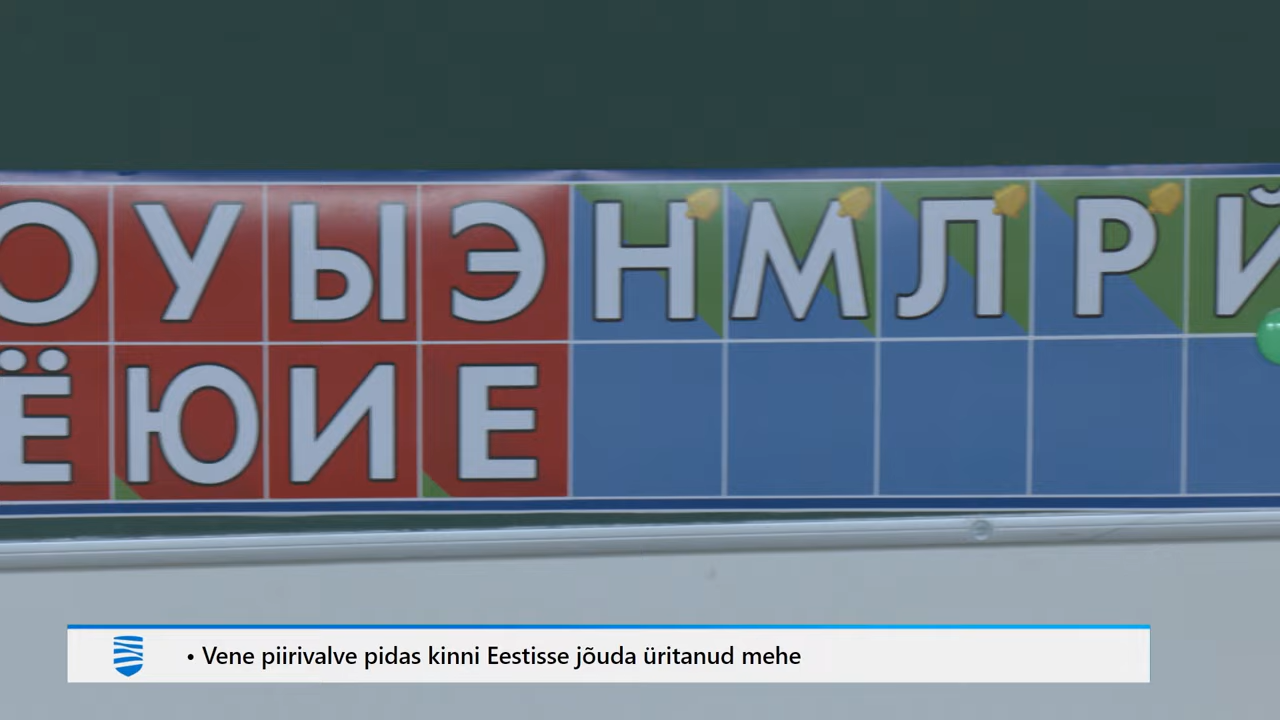 О У Ы Э Н М Л Р Й
Ё Ю И Е
• Vene piirivalve pidas kinni Eestisse jõuda üritanud mehe